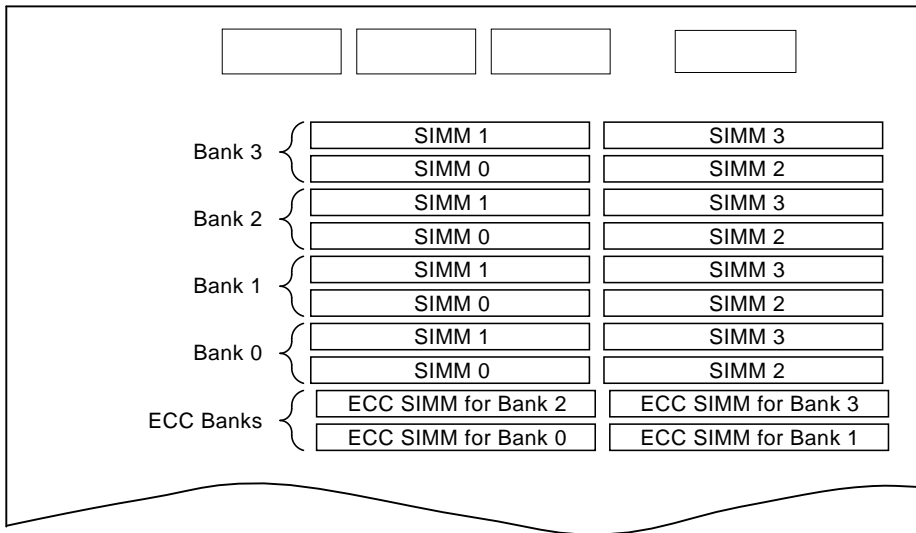 Bank 3
SIMM 1 SIMM 3
SIMM 0 SIMM 2
Bank 2
SIMM 1 SIMM 3
SIMM 0 SIMM 2
Bank 1
SIMM 1 SIMM 3
SIMM 0 SIMM 2
Bank 0
SIMM 1 SIMM 3
SIMM 0 SIMM 2
ECC Banks
ECC SIMM for Bank 2 ECC SIMM for Bank 3
ECC SIMM for Bank 0 ECC SIMM for Bank 1